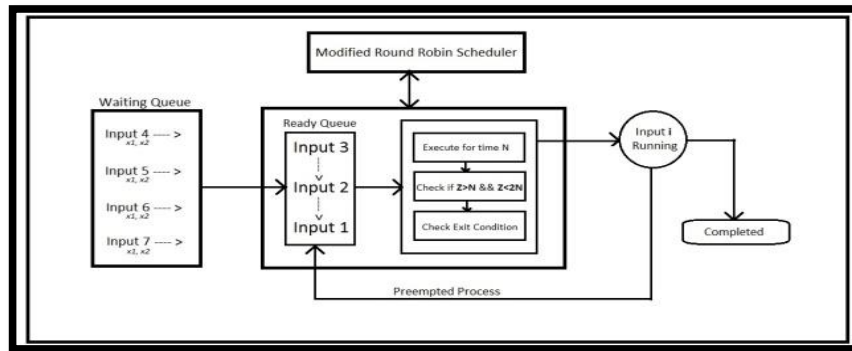 Modified Round Robin Scheduler
Waiting Queue
Input 4 ---- >
x1, x2
Input 5 ---- >
x1, x2
Input 6 ---- >
x1, x2
Input 7 ---- >
x1, x2
Ready Queue
Input 3
Input 2
Input 1
Execute for time N
Check if Z>N && Z<2N
Check Exit Condition
Input i
Running
Completed
Preempted Process